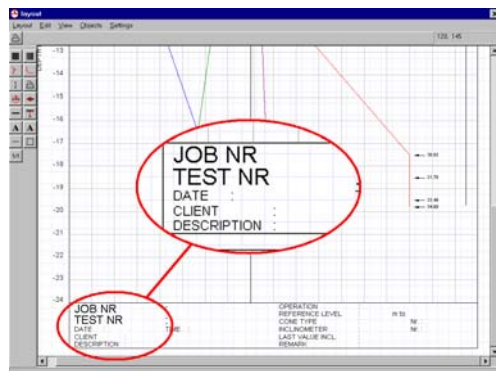 layout
Layout Edit View Objects Settings
-13
-14
-15
-16
-17
-18
-19
-20
-21
-22
-23
-24
JOB NR
TEST NR
DATE :
CLIENT :
DESCRIPTION :
JOB NR
TEST NR
DATE
CLIENT
DESCRIPTION
TIME :
OPERATION
REFERENCE LEVEL : m to
CONE TYPE : Nr :
INCLINOMETER : Nr :
LAST VALUE INCL. :
REMARK :